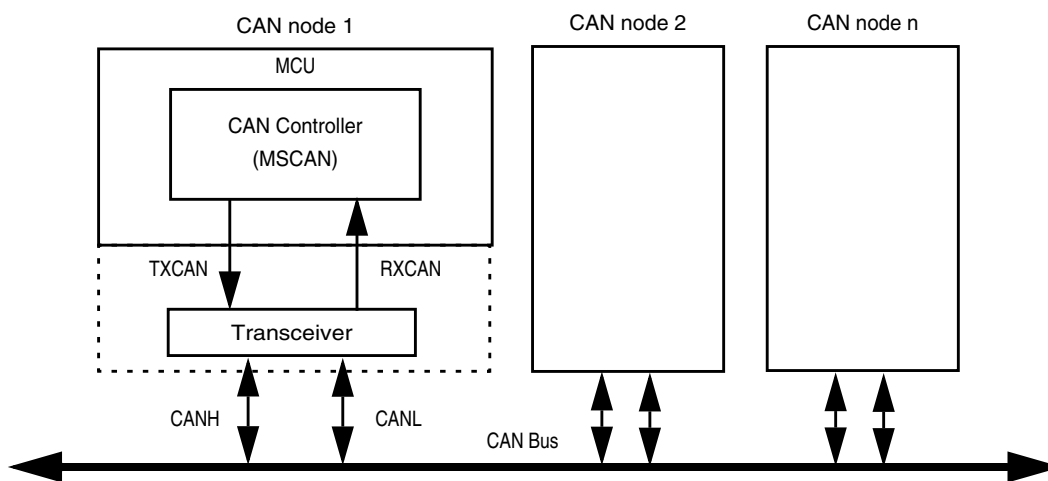 CAN node 1
CAN node 2
CAN node n
MCU
CAN Controller
(MSCAN)
TXCAN
RXCAN
Transceiver
CANH
CANL
CAN Bus